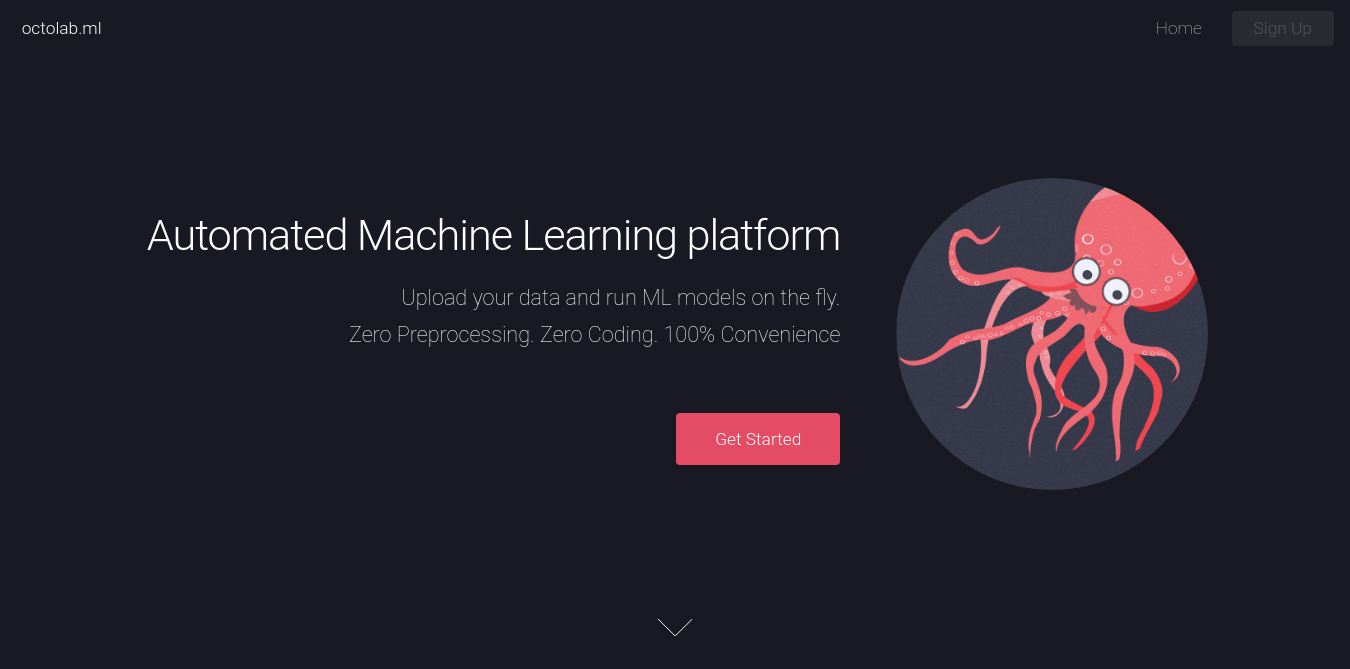 octolab.ml
Home
Sign Up
Automated Machine Learning platform
Upload your data and run ML models on the fly.
Zero Preprocessing. Zero Coding. 100% Convenience
Get Started